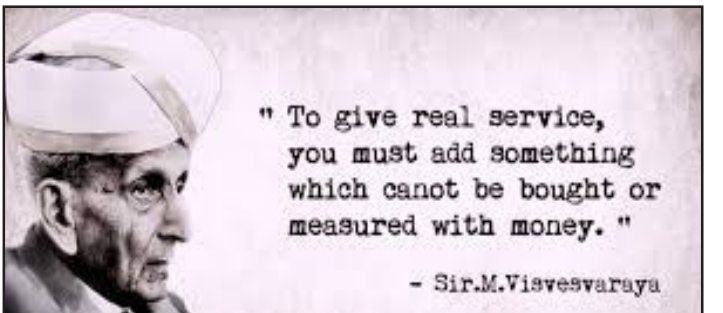 " To give real service,
you must add something
which canot be bought or
measured with money. "
- Sir.M.Visvesvaraya